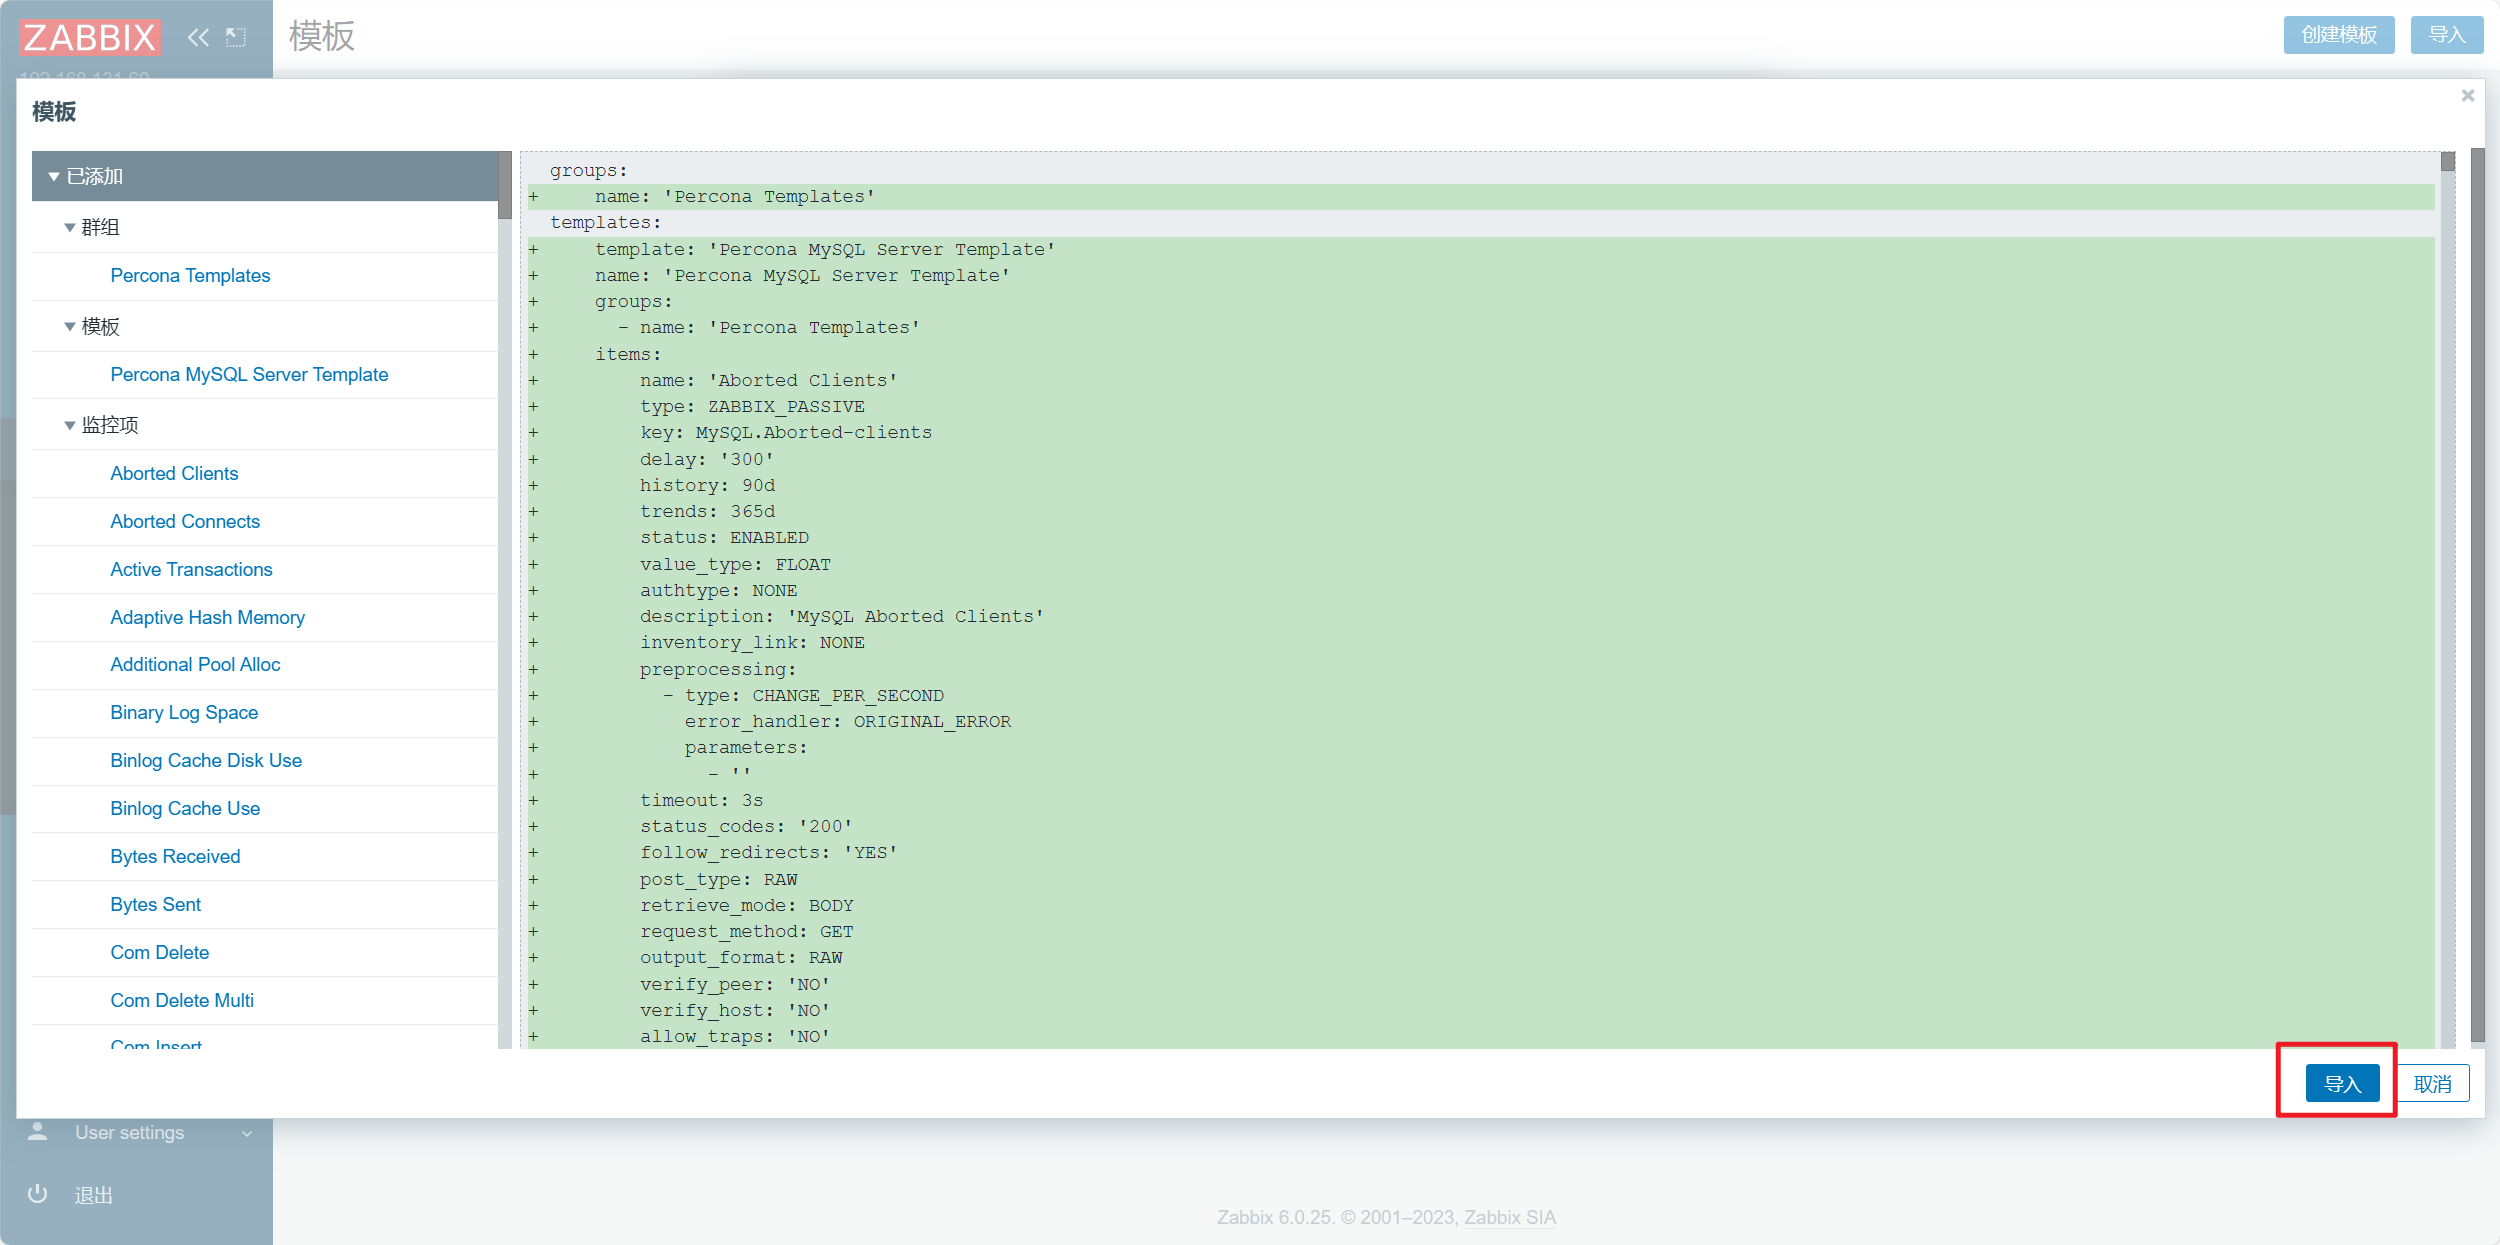 ZABBIX
模板
创建模板
导入
模板
已添加
群组
Percona Templates
模板
Percona MySQL Server Template
监控项
Aborted Clients
Aborted Connects
Active Transactions
Adaptive Hash Memory
Additional Pool Alloc
Binary Log Space
Binlog Cache Disk Use
Binlog Cache Use
Bytes Received
Bytes Sent
Com Delete
Com Delete Multi
Com Insert
groups:
+ name: 'Percona Templates'
templates:
+ template: 'Percona MySQL Server Template'
+ name: 'Percona MySQL Server Template'
+ groups:
+ - name: 'Percona Templates'
+ items:
+ name: 'Aborted Clients'
+ type: ZABBIX_PASSIVE
+ key: MySQL.Aborted-clients
+ delay: '300'
+ history: 90d
+ trends: 365d
+ status: ENABLED
+ value_type: FLOAT
+ authtype: NONE
+ description: 'MySQL Aborted Clients'
+ inventory_link: NONE
+ preprocessing:
+ - type: CHANGE_PER_SECOND
+ error_handler: ORIGINAL_ERROR
+ parameters:
+ - ''
+ timeout: 3s
+ status_codes: '200'
+ follow_redirects: 'YES'
+ post_type: RAW
+ retrieve_mode: BODY
+ request_method: GET
+ output_format: RAW
+ verify_peer: 'NO'
+ verify_host: 'NO'
+ allow_traps: 'NO'
导入
取消
User settings
退出
Zabbix 6.0.25. © 2001–2023, Zabbix SIA